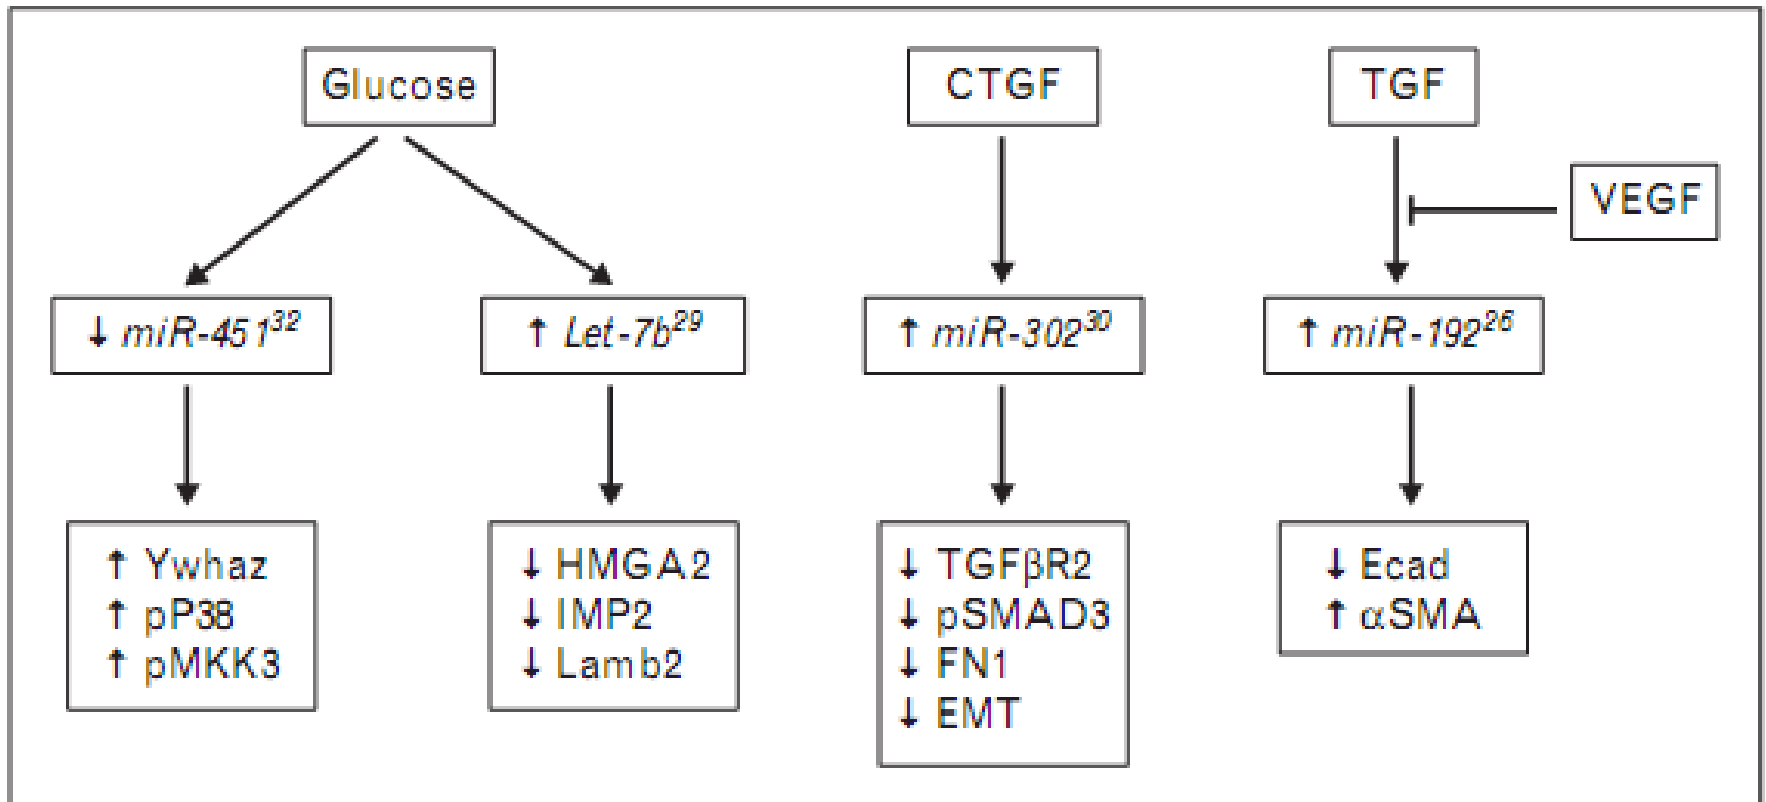 Glucose
CTGF
TGF
VEGF
↓ miR-451³²
↑ Let-7b²⁹
↑ miR-302³⁰
↑ miR-192²⁶
↑ Ywhaz
↑ pP38
↑ pMKK3
↓ HMGA2
↓ IMP2
↓ Lamb2
↓ TGFβR2
↓ pSMAD3
↓ FN1
↓ EMT
↓ Ecad
↑ αSMA